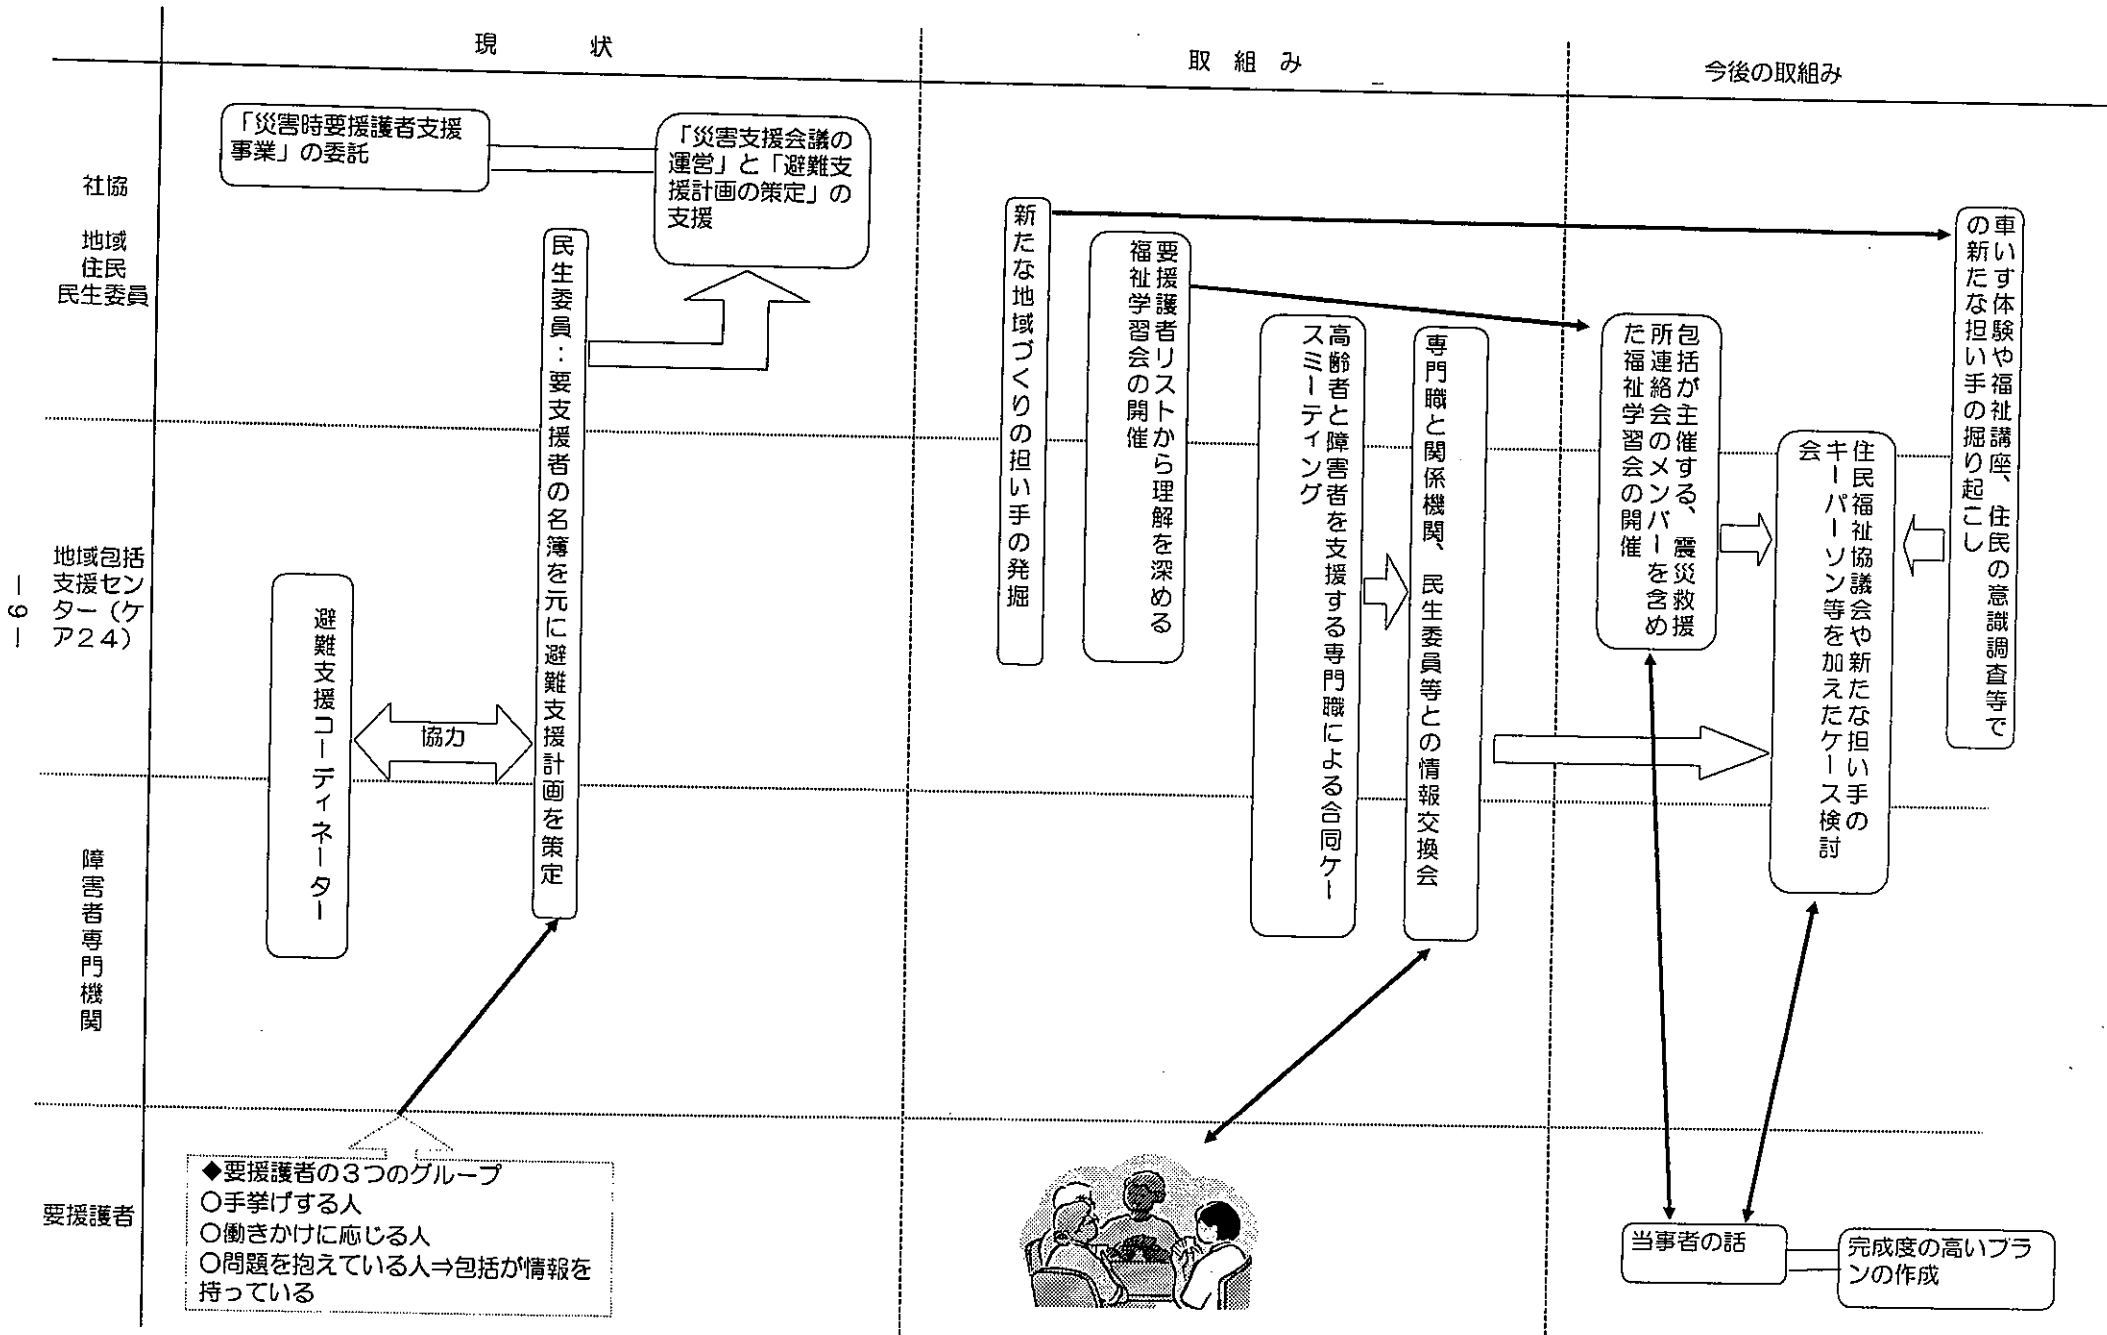 現　状
取　組　み
今後の取組み
社協
地域
住民
民生委員
「災害時要援護者支援
事業」の委託
「災害支援会議の
運営」と「避難支
援計画の策定」の
支援
民生委員：要支援者の名簿を元に避難支援計画を策定
新たな地域づくりの担い手の発掘
要援護者リストから理解を深める
福祉学習会の開催
高齢者と障害者を支援する専門職による合同ケー
スミーティング
専門職と関係機関、民生委員等との情報交換会
包括が主催する、震災救援
所連絡会のメンバーを含め
た福祉学習会の開催
住民福祉協議会や新たな担い手の
キーパーソン等を加えたケース検討
会
車いす体験や福祉講座、住民の意識調査等で
の新たな担い手の掘り起こし
地域包括
支援セン
ター（ケ
ア２４）
避難支援コーディネーター
協力
障害者専門機関
要援護者
◆要援護者の３つのグループ
○手挙げする人
○働きかけに応じる人
○問題を抱えている人⇒包括が情報を
持っている
当事者の話
完成度の高いプラ
ンの作成
－９－